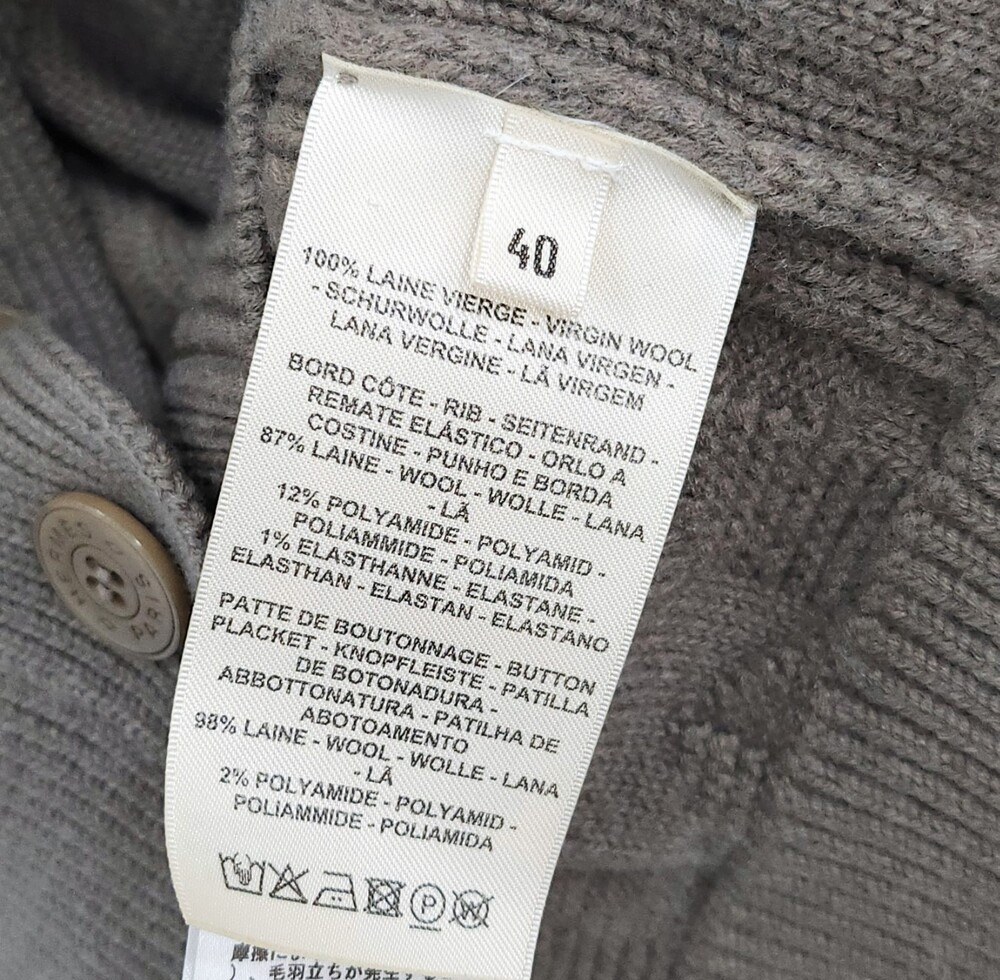 40
100% LAINE VIERGE - VIRGIN WOOL
- SCHURWOLLE - LANA VIRGEN -
LANA VERGINE - LÃ VIRGEM
BORD CÔTE - RIB - SEITENRAND -
REMATE ELÁSTICO - ORLO A
COSTINE - PUNHO E BORDA
87% LAINE - WOOL - WOLLE - LANA
- LÃ
12% POLYAMIDE - POLYAMID -
POLIAMMIDE - POLIAMIDA
1% ELASTHANNE - ELASTANE -
ELASTHAN - ELASTAN - ELASTANO
PATTE DE BOUTONNAGE - BUTTON
PLACKET - KNOPFLEISTE - PATILLA
DE BOTONADURA -
ABBOTTONATURA - PATILHA DE
ABOTOAMENTO
98% LAINE - WOOL - WOLLE - LANA
- LÃ
2% POLYAMIDE - POLYAMID -
POLIAMMIDE - POLIAMIDA
P
HERMES
PARIS